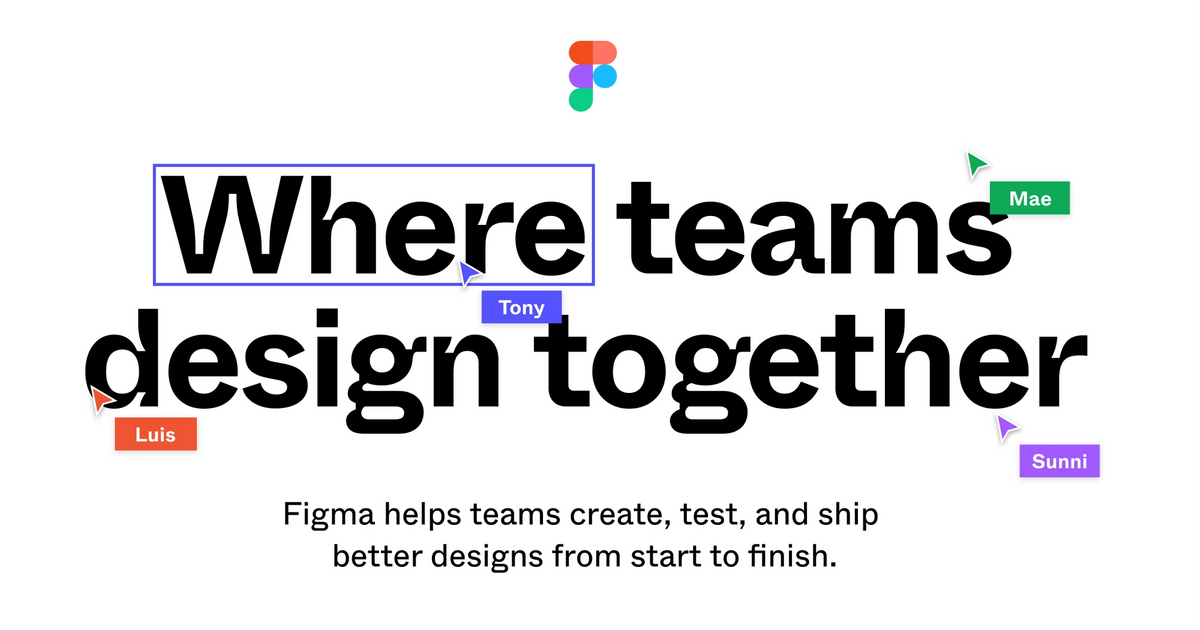 Where teams
Mae
Tony
design together
Luis
Sunni
Figma helps teams create, test, and ship
better designs from start to finish.